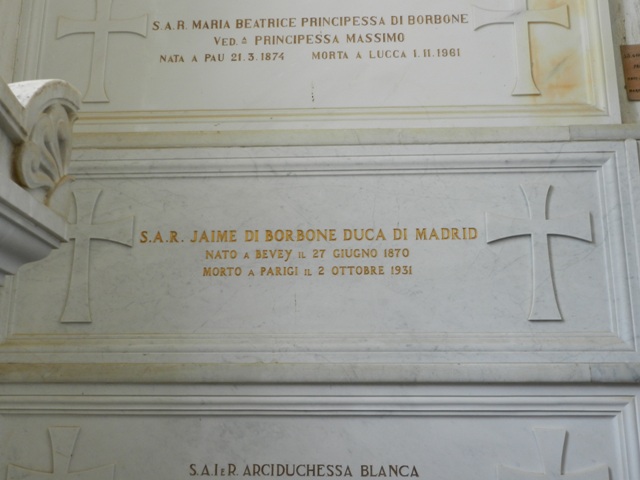 S.A.R. MARIA BEATRICE PRINCIPESSA DI BORBONE
VED.A PRINCIPESSA MASSIMO
NATA A PAU 21.3.1874 MORTA A LUCCA 1.11.1961
S.A.R. JAIME DI BORBONE DUCA DI MADRID
NATO A BEVEY IL 27 GIUGNO 1870
MORTO A PARIGI IL 2 OTTOBRE 1931
S.A.I E R. ARCIDUCHESSA BLANCA